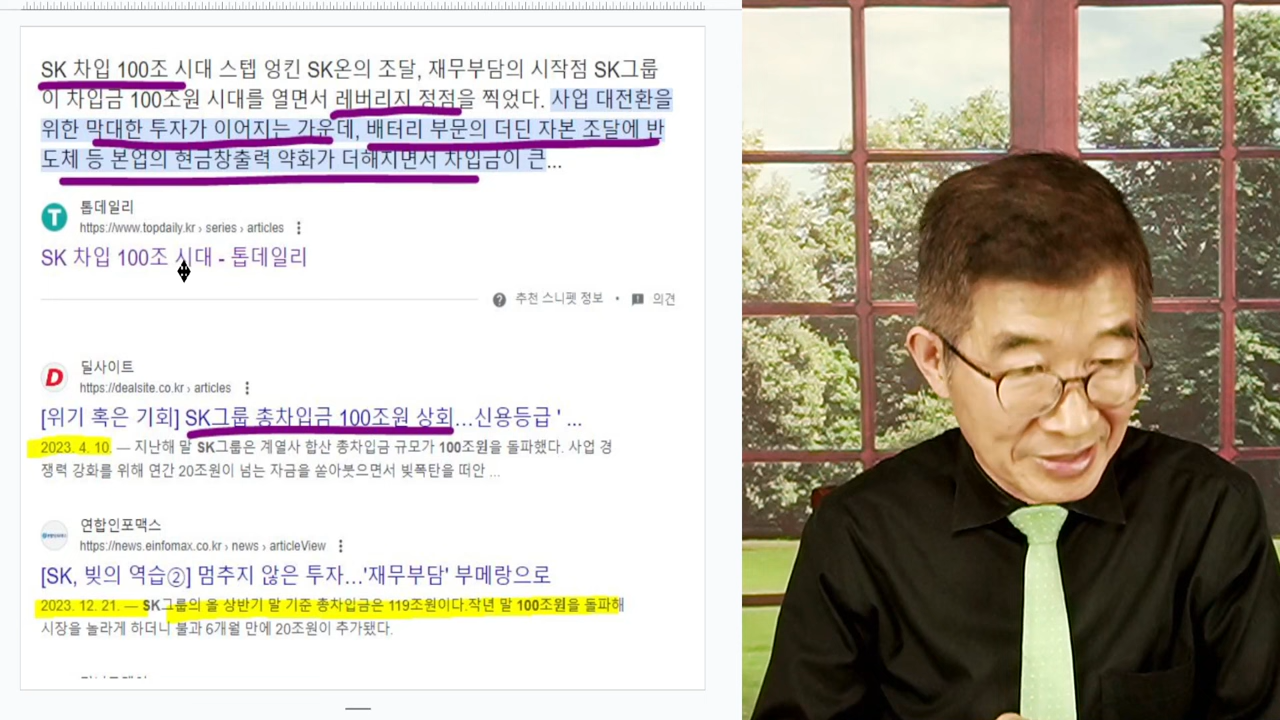 SK 차입 100조 시대 스텝 엉킨 SK온의 조달, 재무부담의 시작점 SK그룹
이 차입금 100조원 시대를 열면서 레버리지 정점을 찍었다. 사업 대전환을
위한 막대한 투자가 이어지는 가운데, 배터리 부문의 더딘 자본 조달에 반
도체 등 본업의 현금창출력 약화가 더해지면서 차입금이 큰...
T
톱데일리
https://www.topdaily.kr › series › articles
SK 차입 100조 시대 - 톱데일리
추천 스니펫 정보 • 의견
D
딜사이트
https://dealsite.co.kr › articles
[위기 혹은 기회] SK그룹 총차입금 100조원 상회...신용등급 ' ...
2023. 4. 10. — 지난해 말 SK그룹은 계열사 합산 총차입금 규모가 100조원을 돌파했다. 사업 경
쟁력 강화를 위해 연간 20조원이 넘는 자금을 쏟아붓으면서 빚폭탄을 떠안 ...
연합인포맥스
https://news.einfomax.co.kr › news › articleView
[SK, 빚의 역습②] 멈추지 않은 투자...'재무부담' 부메랑으로
2023. 12. 21. — SK그룹의 올 상반기 말 기준 총차입금은 119조원이다.작년 말 100조원을 돌파해
시장을 놀라게 하더니 불과 6개월 만에 20조원이 추가됐다.